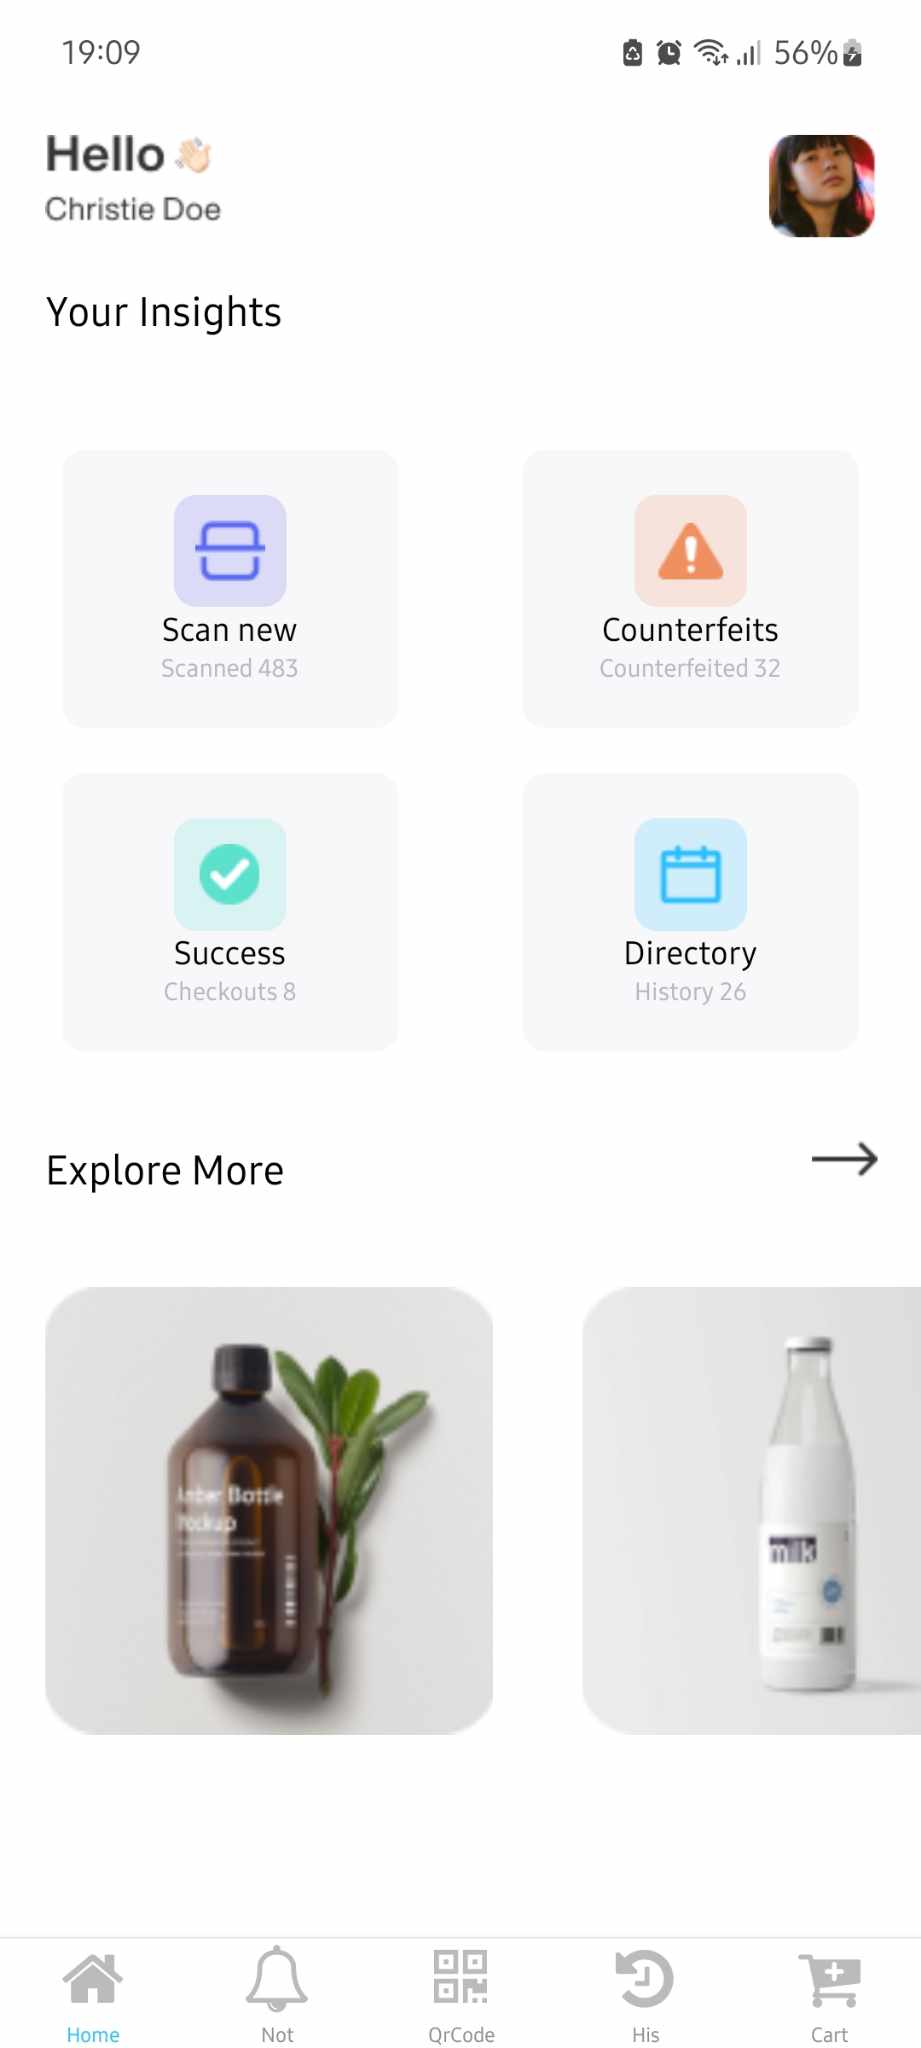 19:09
56%
Hello 👋🏻
Christie Doe
Your Insights
Scan new
Scanned 483
Counterfeits
Counterfeited 32
Success
Checkouts 8
Directory
History 26
Explore More
Amber Bottle
mockup
milk
Home
Not
QrCode
His
Cart